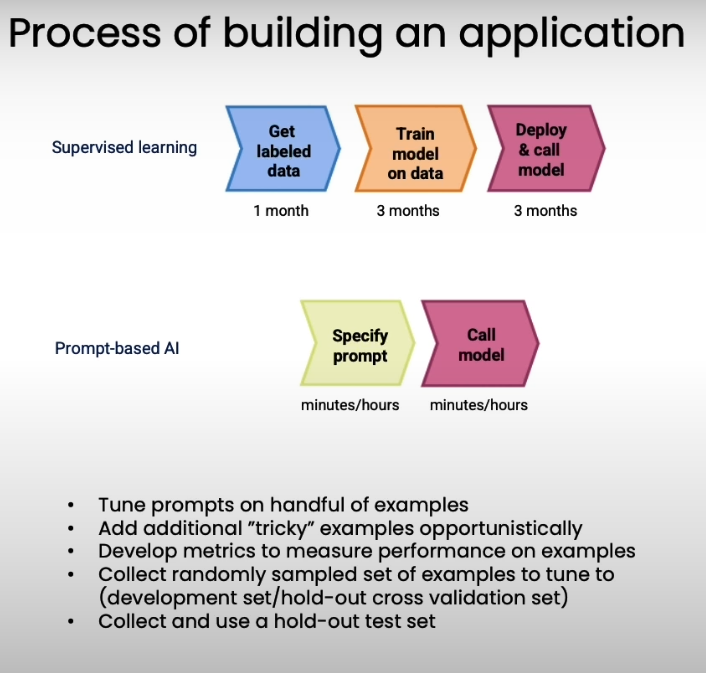 Process of building an application
Supervised learning
Get
labeled
data
Train
model
on data
Deploy
& call
model
1 month
3 months
3 months
Prompt-based AI
Specify
prompt
Call
model
minutes/hours
minutes/hours
• Tune prompts on handful of examples
• Add additional ”tricky” examples opportunistically
• Develop metrics to measure performance on examples
• Collect randomly sampled set of examples to tune to
(development set/hold-out cross validation set)
• Collect and use a hold-out test set